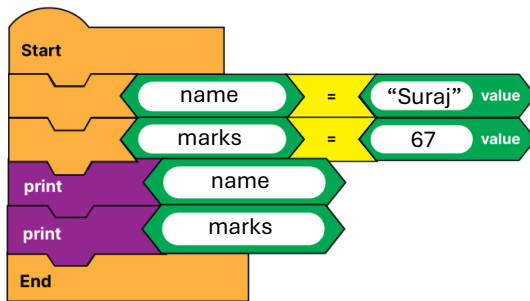 Start
name = “Suraj” value
marks = 67 value
print name
print marks
End